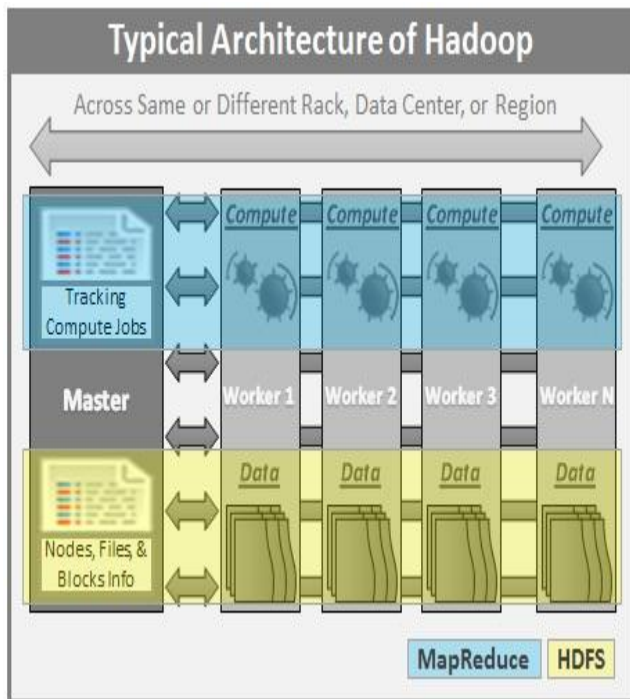 Typical Architecture of Hadoop
Across Same or Different Rack, Data Center, or Region
Compute Compute Compute Compute
Tracking
Compute Jobs
Master Worker 1 Worker 2 Worker 3 Worker N
Data Data Data Data
Nodes, Files, &
Blocks Info
MapReduce HDFS